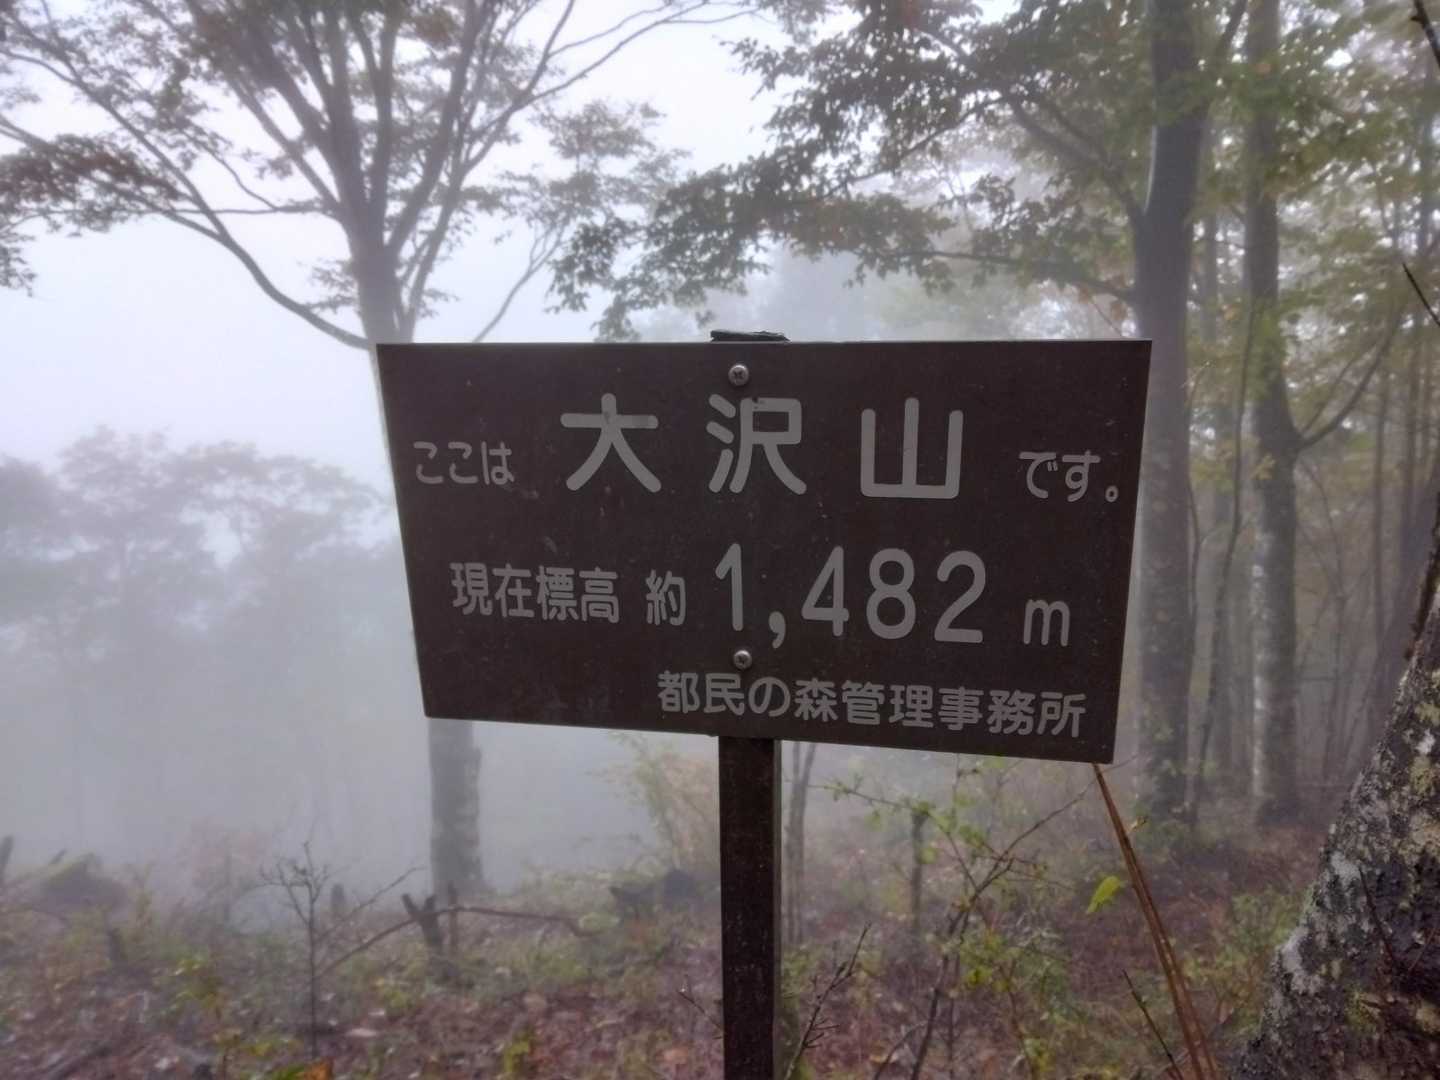 ここは 大沢山 です。
現在標高 約 1,482 m
都民の森管理事務所